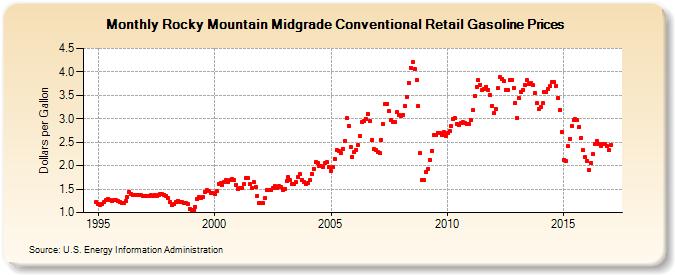 Monthly Rocky Mountain Midgrade Conventional Retail Gasoline Prices
Dollars per Gallon
4.5
4.0
3.5
3.0
2.5
2.0
1.5
1.0
1995 2000 2005 2010 2015
Source: U.S. Energy Information Administration